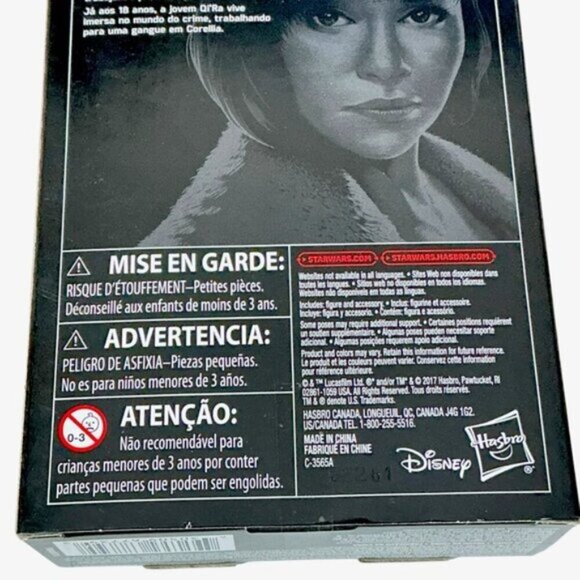 Já aos 18 anos, a jovem Qi'Ra vive
imersa no mundo do crime, trabalhando
para uma gangue em Corellia.
MISE EN GARDE:
RISQUE D'ÉTOUFFEMENT–Petites pièces.
Déconseillé aux enfants de moins de 3 ans.
ADVERTENCIA:
PELIGRO DE ASFIXIA–Piezas pequeñas.
No es para niños menores de 3 años.
0-3
ATENÇÃO:
Não recomendável para
crianças menores de 3 anos por conter
partes pequenas que podem ser engolidas.
• STARWARS.COM • • STARWARS.HASBRO.COM •
Websites not available in all languages. • Sites Web non disponibles dans
toutes les langues. • Sitios web no disponibles en todos los idiomas.
Websites não disponíveis em todas as línguas.
Includes: figure and accessory. • Inclut: figurine et accessoire.
Incluye: figura y accesorio. • Contém: figura e acessório.
Some poses may require additional support. • Certaines positions requièrent
un soutien supplémentaire. • Algunas poses pueden necesitar soporte
adicional. • Algumas posições requerem apoio adicional.
Product and colors may vary. Retain this information for future reference.
Le produit et les couleurs peuvent varier. Conservez cette information
pour référence ultérieure.
© & ™ Lucasfilm Ltd. ®* and/or TM* & © 2017 Hasbro, Pawtucket, RI
02861-1059 USA. All Rights Reserved. Tous droits réservés.
TM & ® denote U.S. Trademarks.
HASBRO CANADA, LONGUEUIL, QC, CANADA J4G 1G2.
US/CANADA TEL. 1-800-255-5516.
MADE IN CHINA
FABRIQUÉ EN CHINE
C-3565A
Disney
Hasbro